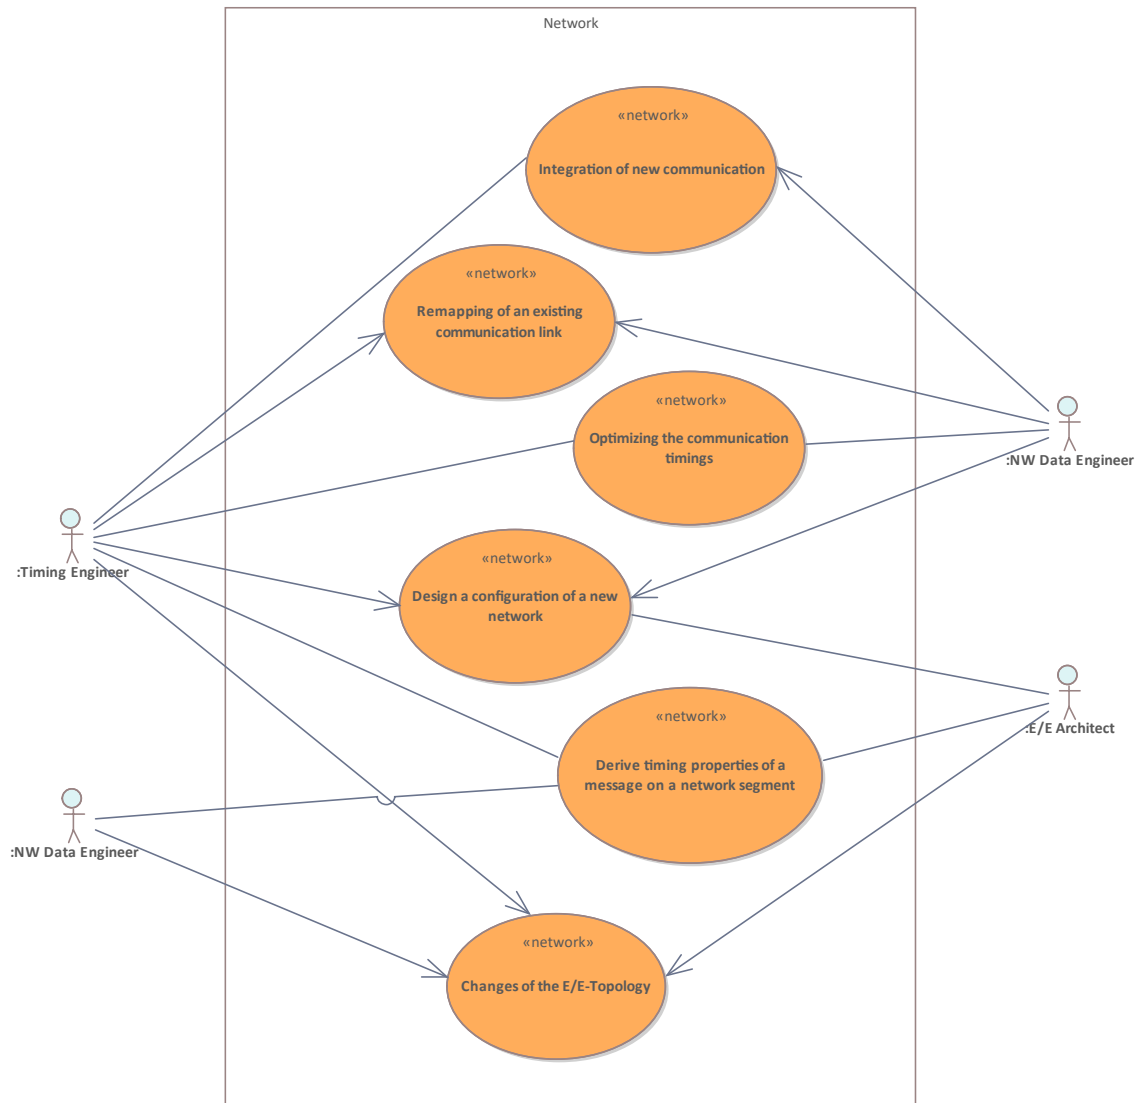 Network
«network»
Integration of new communication
«network»
Remapping of an existing
communication link
«network»
Optimizing the communication
timings
:NW Data Engineer
:Timing Engineer
«network»
Design a configuration of a new
network
«network»
Derive timing properties of a
message on a network segment
:E/E Architect
:NW Data Engineer
«network»
Changes of the E/E-Topology